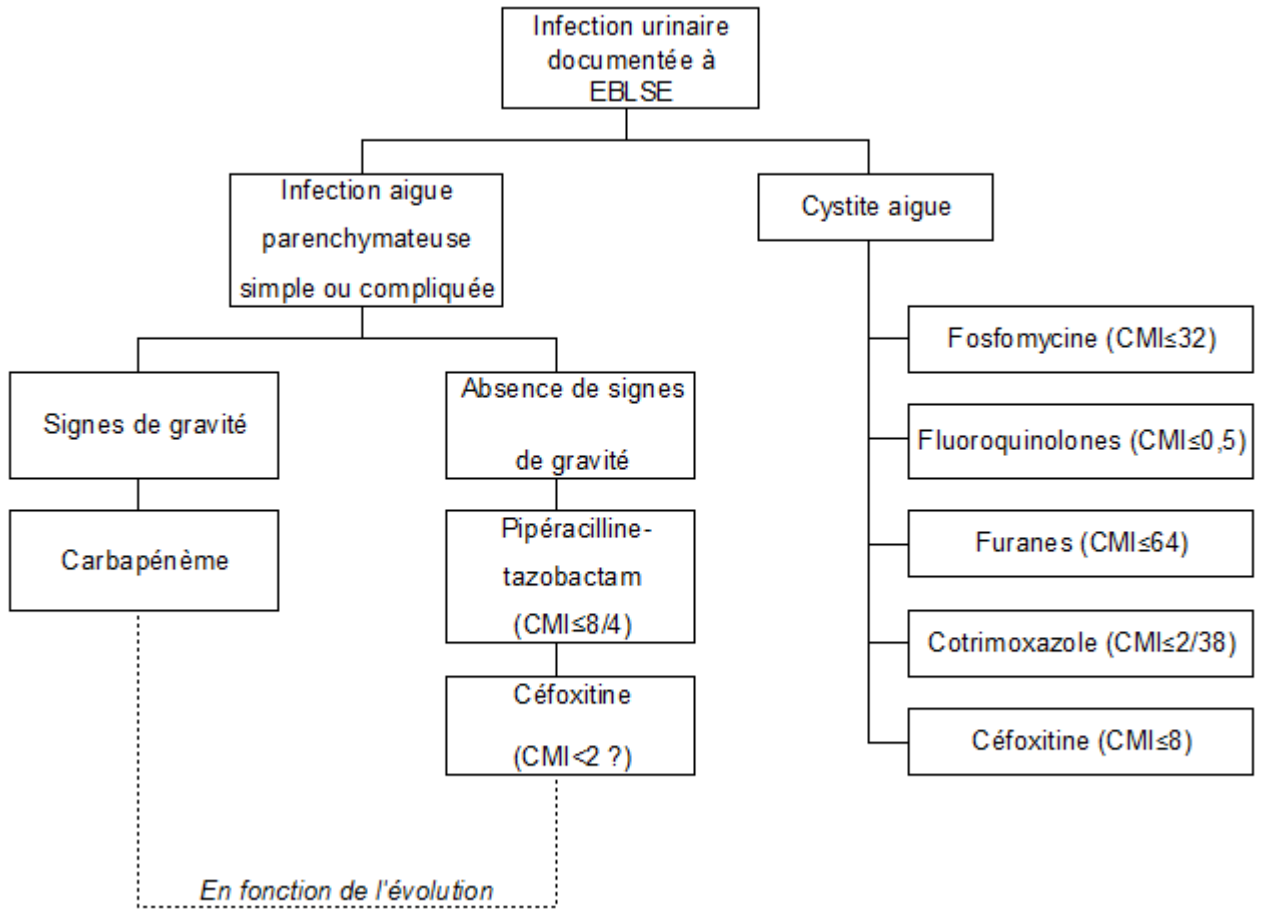 Infection urinaire
documentée à
EBLSE
Infection aigue
parenchymateuse
simple ou compliquée
Cystite aigue
Signes de gravité
Carbapénème
Absence de signes
de gravité
Pipéracilline-
tazobactam
(CMI≤8/4)
Céfoxitine
(CMI<2 ?)
Fosfomycine (CMI≤32)
Fluoroquinolones (CMI≤0,5)
Furanes (CMI≤64)
Cotrimoxazole (CMI≤2/38)
Céfoxitine (CMI≤8)
En fonction de l'évolution